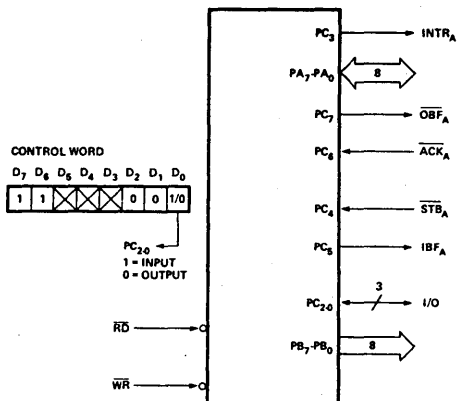 PC3 INTRA
PA7-PA0 8
PC7 OBFA
CONTROL WORD
PC6 ACKA
D7 D6 D5 D4 D3 D2 D1 D0
1 1 0 0 1/0
PC4 STBA
PC2-0
1 = INPUT
0 = OUTPUT
PC5 IBFA
3
PC2-0 I/O
RD
PB7-PB0 8
WR